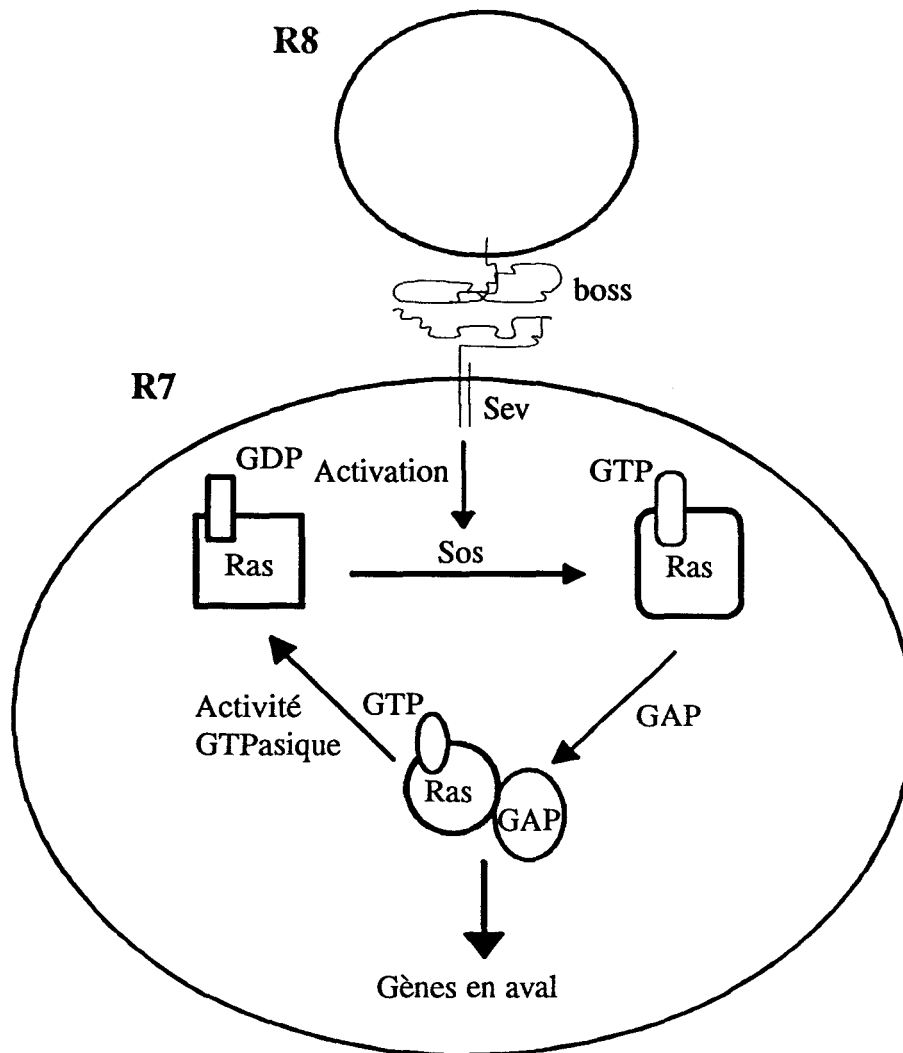 R8
boss
R7
Sev
GDP
Activation
GTP
Ras
Sos
Ras
Activité
GTPasique
GTP
GAP
Ras
GAP
Gènes en aval